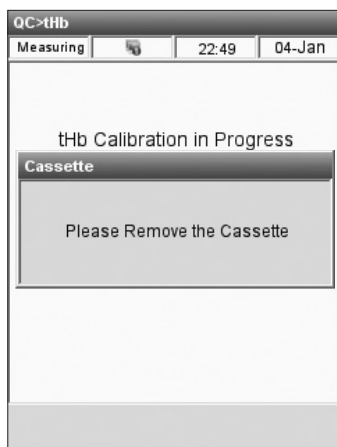 QC>tHb
Measuring 22:49 04-Jan
tHb Calibration in Progress
Cassette
Please Remove the Cassette